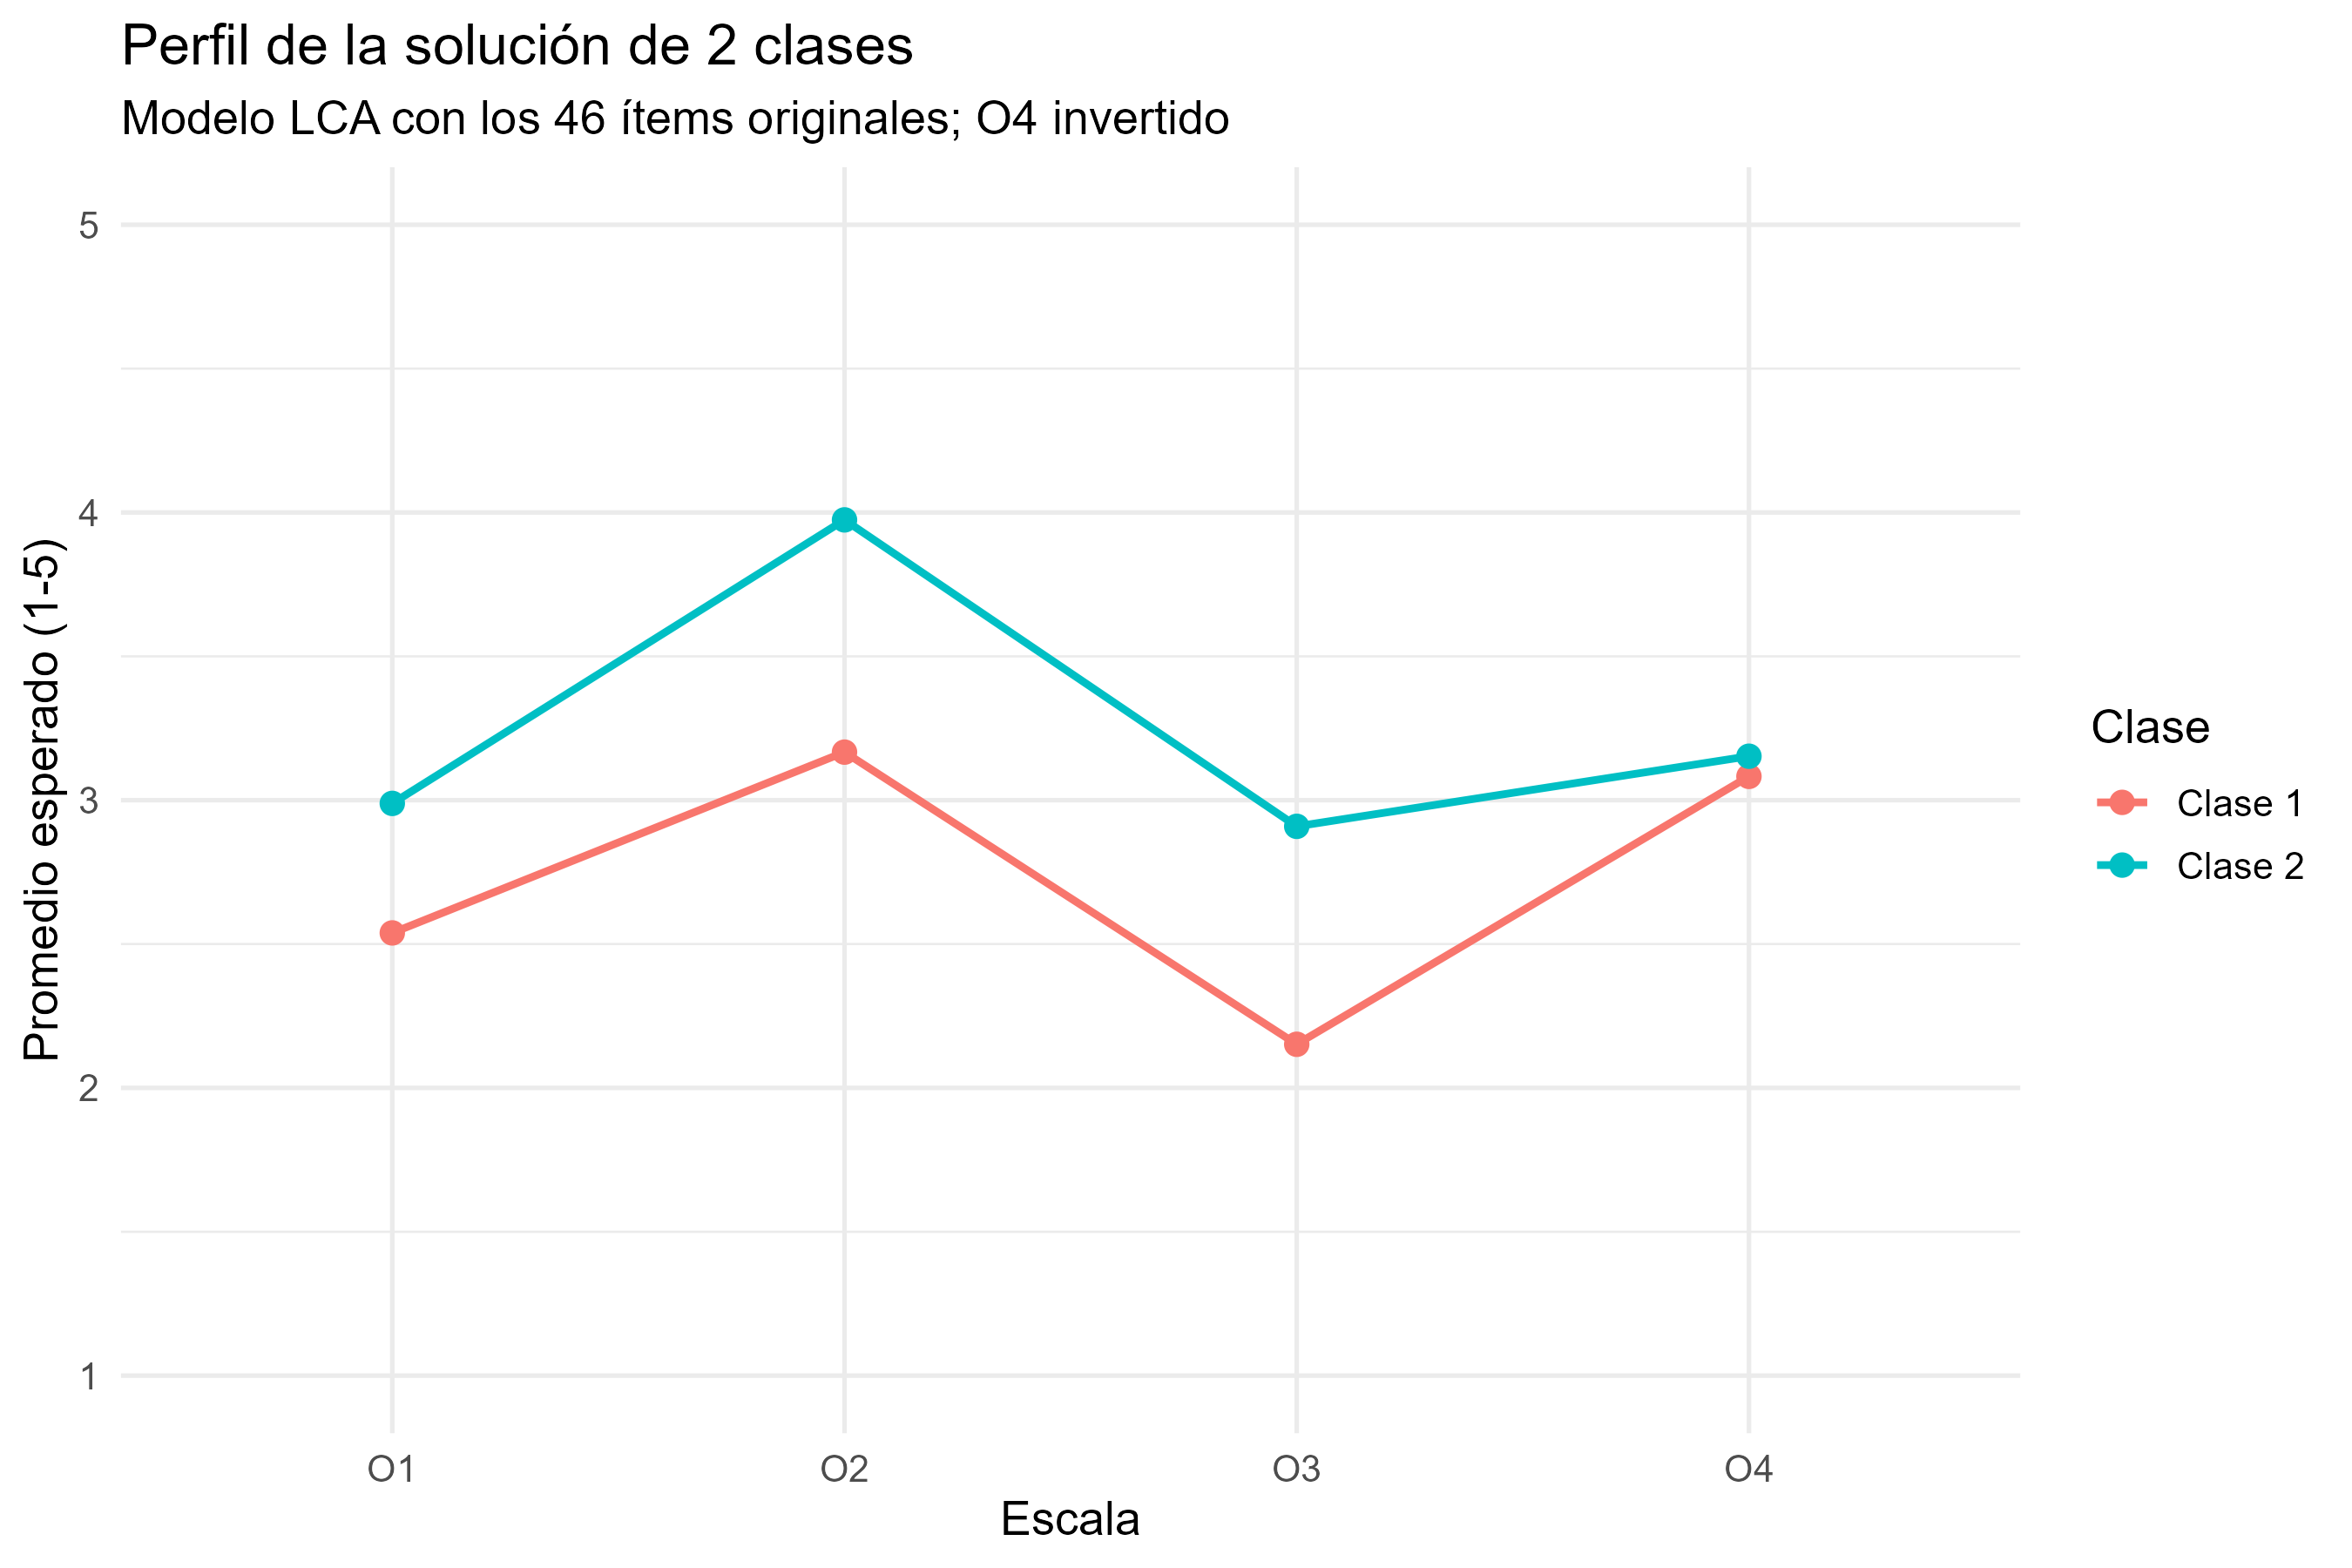 Perfil de la solución de 2 clases
Modelo LCA con los 46 ítems originales; O4 invertido
Promedio esperado (1-5)
5
4
3
2
1
O1
O2
O3
O4
Escala
Clase
Clase 1
Clase 2